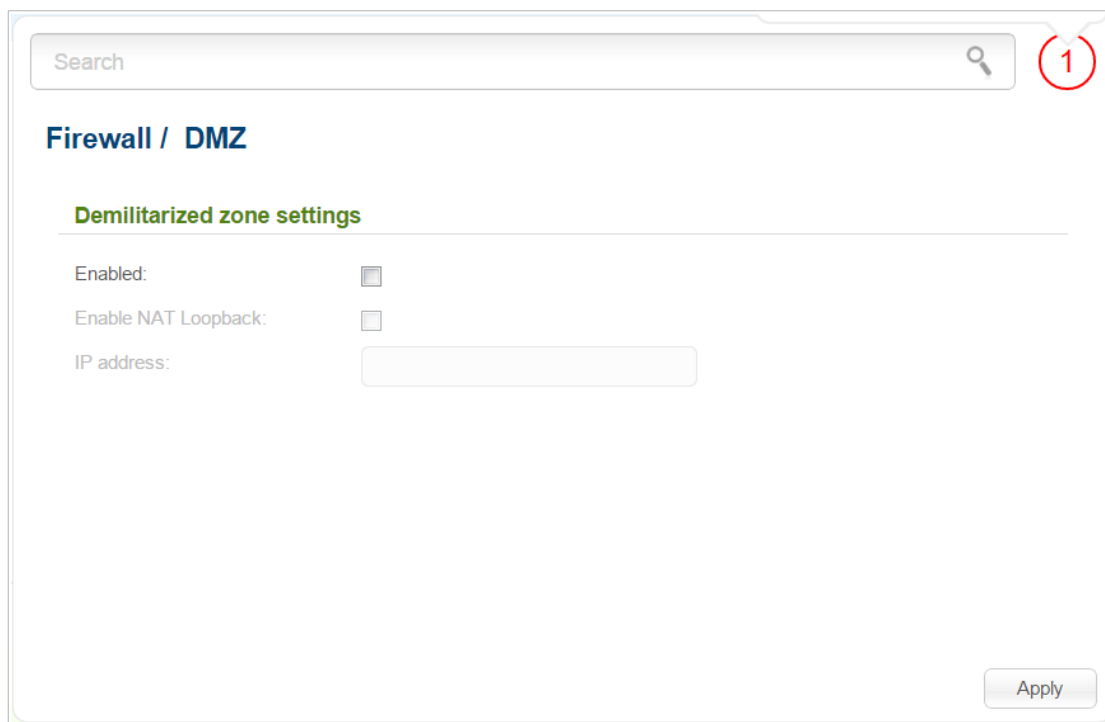 Search
1
Firewall / DMZ
Demilitarized zone settings
Enabled:
Enable NAT Loopback:
IP address:
Apply